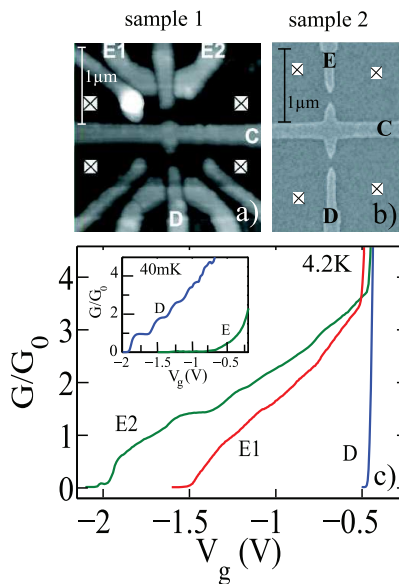 sample 1 sample 2
E1 E2
1μm
C
D
a)
E
1μm
C
D
b)
G/G₀
4
3
2
1
0
−2 −1.5 −1 −0.5
V_g (V)
4.2K
E2
E1
D
c)
40mK
G/G₀
4
2
0
−2 −1.5 −1 −0.5
V_g(V)
D
E